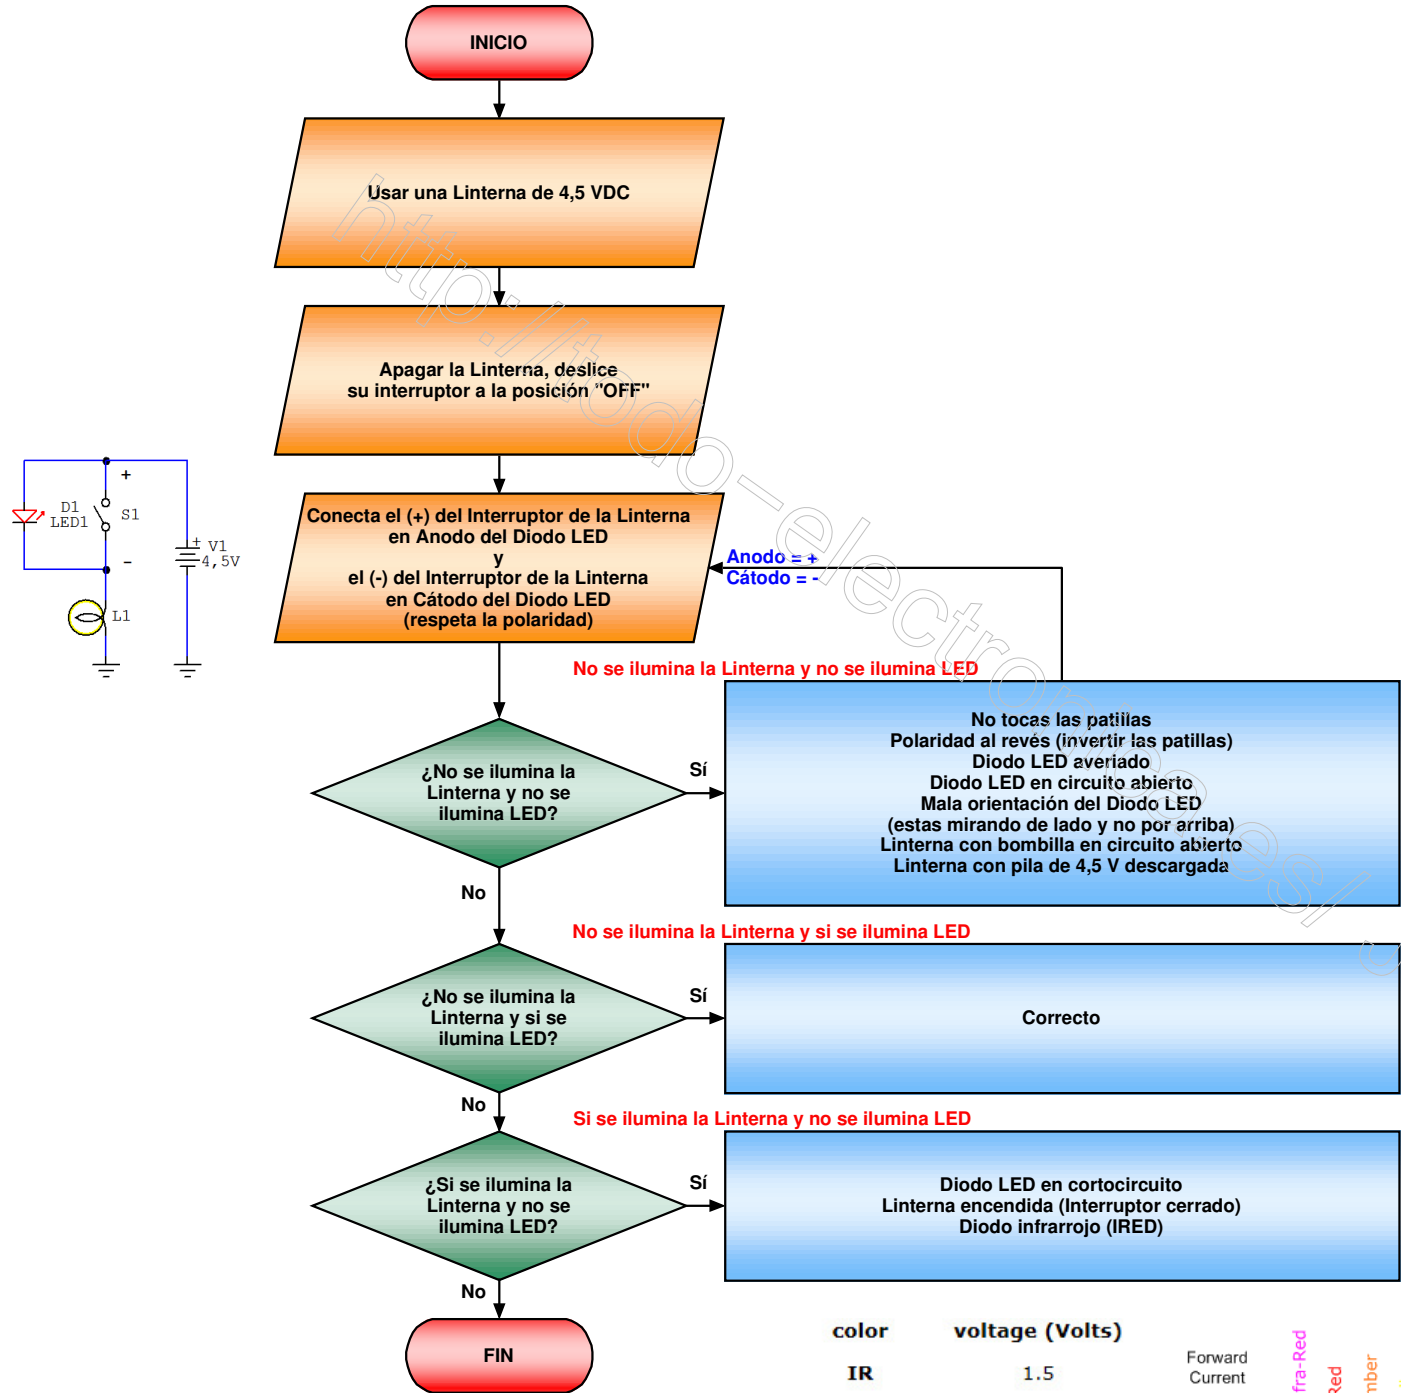 INICIO
Usar una Linterna de 4,5 VDC
Apagar la Linterna, deslice
su interruptor a la posición "OFF"
+
D1
LED1
S1
-
+
V1
4,5V
L1
Conecta el (+) del Interruptor de la Linterna
en Anodo del Diodo LED
y
el (-) del Interruptor de la Linterna
en Cátodo del Diodo LED
(respeta la polaridad)
Anodo = +
Cátodo = -
No se ilumina la Linterna y no se ilumina LED
¿No se ilumina la
Linterna y no se
ilumina LED?
Sí
No tocas las patillas
Polaridad al revés (invertir las patillas)
Diodo LED averiado
Diodo LED en circuito abierto
Mala orientación del Diodo LED
(estas mirando de lado y no por arriba)
Linterna con bombilla en circuito abierto
Linterna con pila de 4,5 V descargada
No
No se ilumina la Linterna y si se ilumina LED
¿No se ilumina la
Linterna y si se
ilumina LED?
Sí
Correcto
No
Si se ilumina la Linterna y no se ilumina LED
¿Si se ilumina la
Linterna y no se
ilumina LED?
Sí
Diodo LED en cortocircuito
Linterna encendida (Interruptor cerrado)
Diodo infrarrojo (IRED)
No
FIN
color voltage (Volts)
IR 1.5
Forward
Current
fra-Red
Red
mber
http://todo-electronica.es/